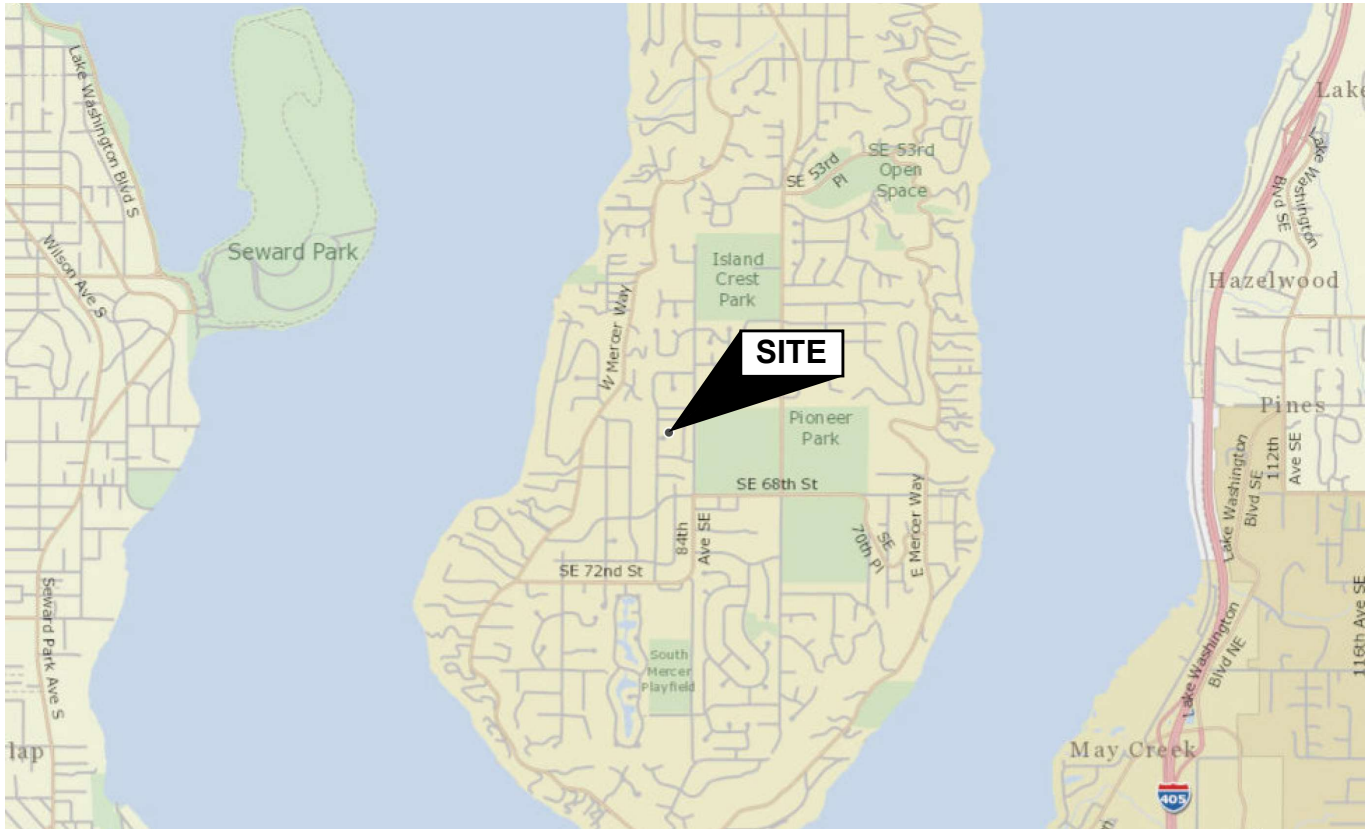 Lake Washington Blvd S
Wilson Ave S
Seward Park
Seward Park Ave S
lap
SE 53rd
Pl
SE 53rd
Open
Space
Island
Crest
Park
W Mercer Way
SITE
Pioneer
Park
SE 68th St
84th
Ave SE
SE
70th Pl
E Mercer Way
SE 72nd St
South
Mercer
Playfield
Lake
Lake Washington
Blvd SE
Hazelwood
Pines
112th
Ave SE
Lake Washington
Blvd SE
116th Ave SE
Lake Washington
Blvd NE
May Creek
405